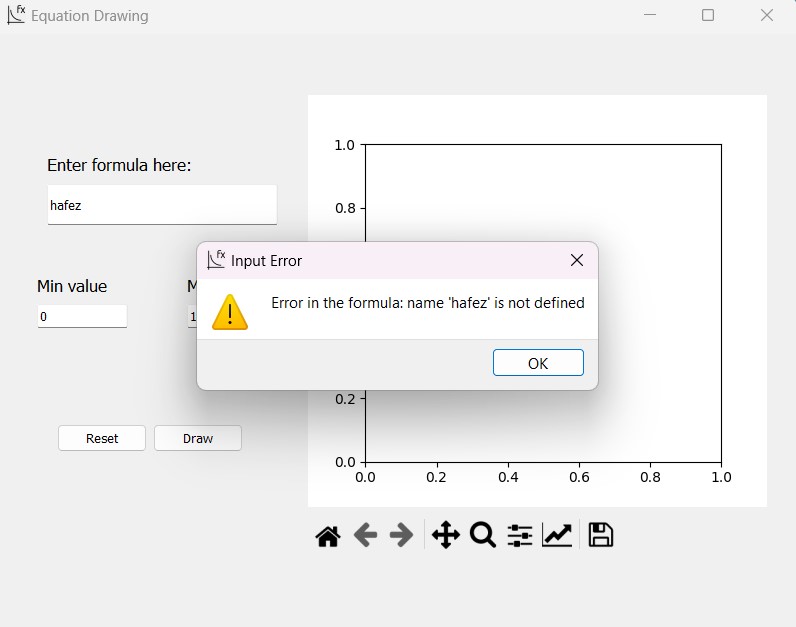 fx Equation Drawing
Enter formula here:
hafez
Min value
0
Reset
Draw
1.0
0.8
0.2
0.0
0.0 0.2 0.4 0.6 0.8 1.0
fx Input Error
Error in the formula: name 'hafez' is not defined
OK